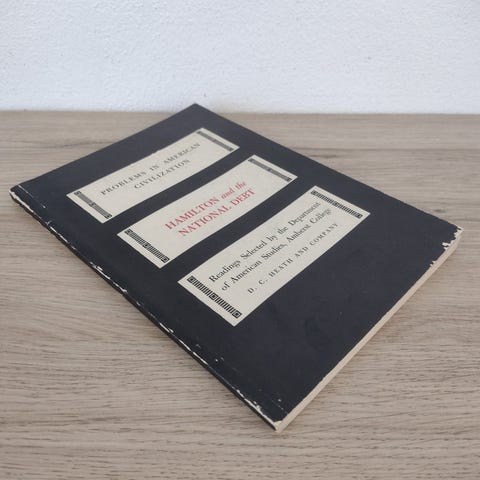 PROBLEMS IN AMERICAN
CIVILIZATION
HAMILTON and the
NATIONAL DEBT
Readings Selected by the Department
of American Studies, Amherst College
D. C. HEATH AND COMPANY